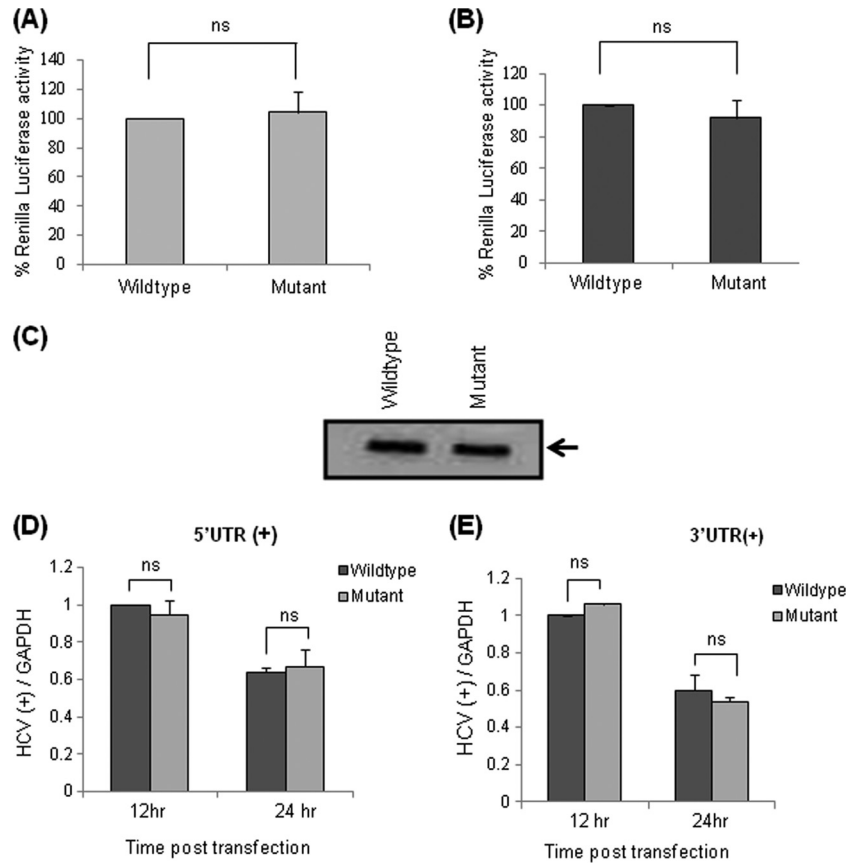 (A)
ns
% Renilla Luciferase activity
140
120
100
80
60
40
20
0
Wildtype Mutant
(B)
ns
% Renilla Luciferase activity
120
100
80
60
40
20
0
Wildtype Mutant
(C)
Wildtype
Mutant
(D)
5'UTR (+)
HCV (+) / GAPDH
1.2
1
0.8
0.6
0.4
0.2
0
ns
ns
Wildtype
Mutant
12hr 24 hr
Time post transfection
(E)
3'UTR(+)
HCV (+) / GAPDH
1.2
1
0.8
0.6
0.4
0.2
0
ns
ns
Wildype
Mutant
12 hr 24hr
Time post transfection